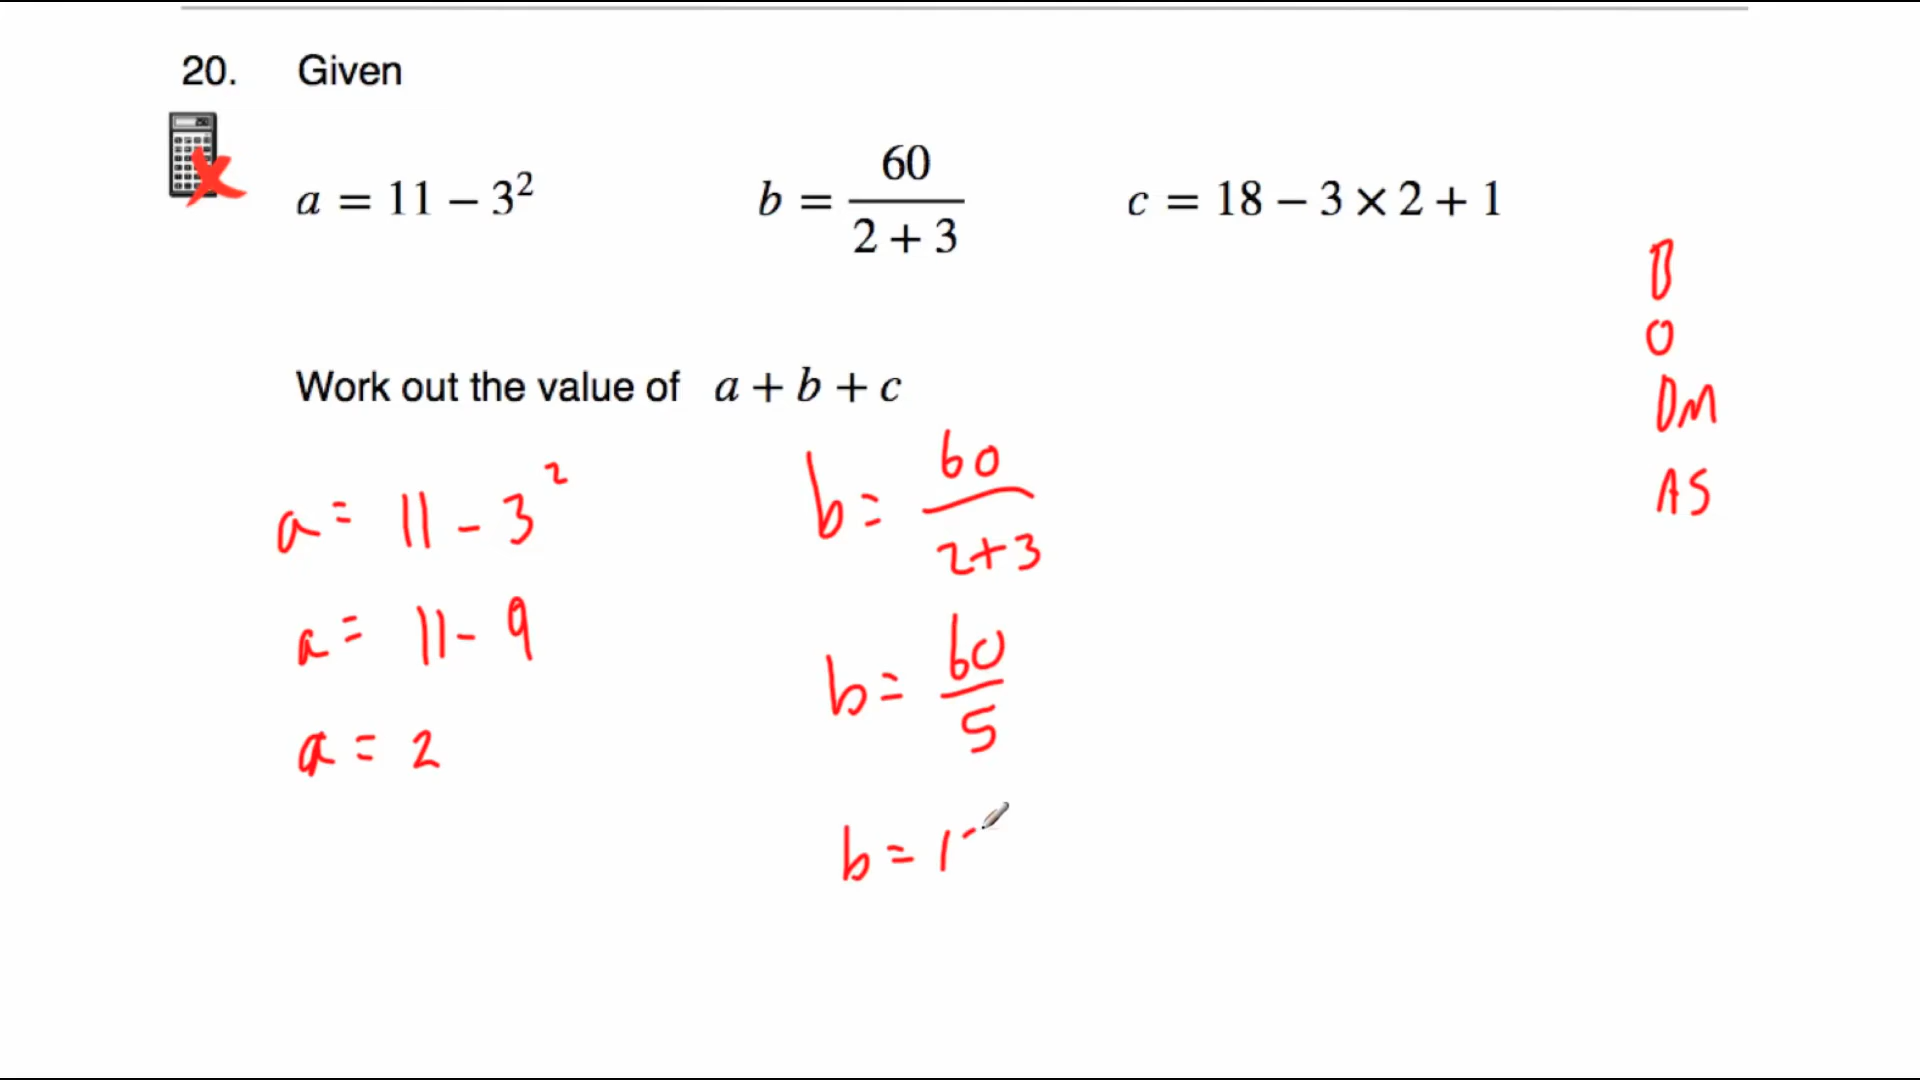 20. Given
a = 11 − 3² b = 60/(2 + 3) c = 18 − 3 × 2 + 1
Work out the value of a + b + c
a = 11 − 3²
a = 11 − 9
a = 2
b = 60/(2+3)
b = 60/5
b = 1
B
O
DM
AS